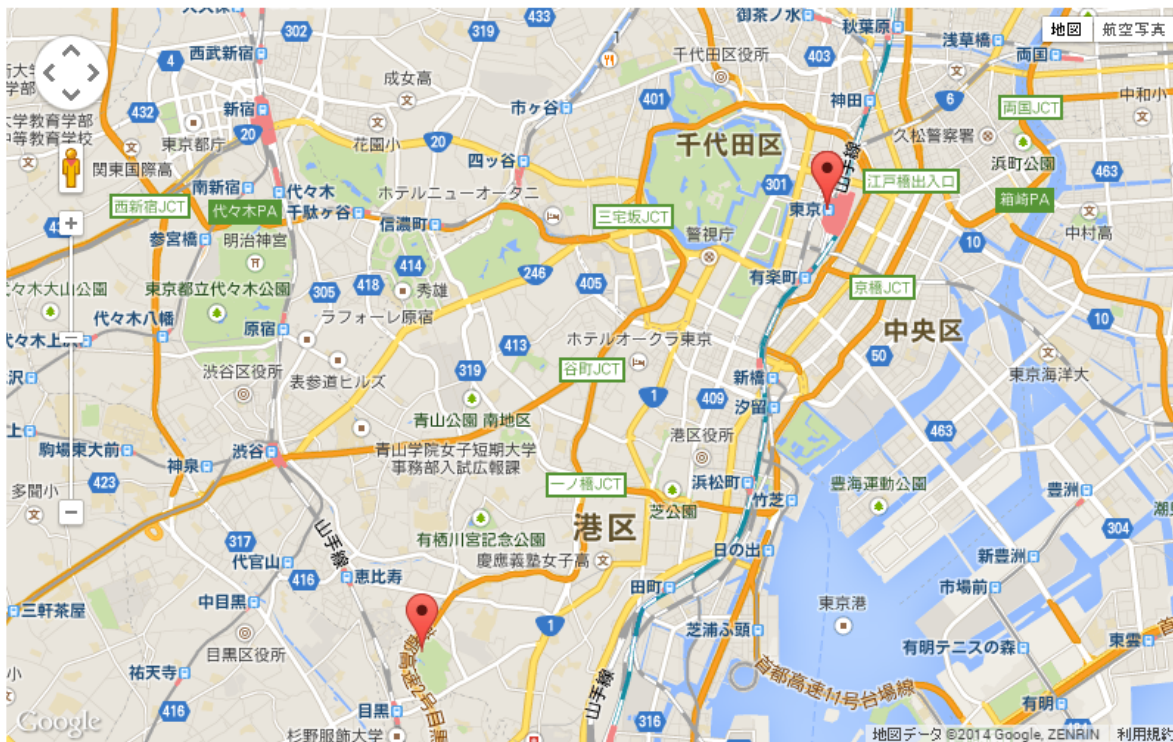 433
御茶ノ水
秋葉原
地図
航空写真
302
319
403
浅草橋
両国
西武新宿
4
1
千代田区役所
成女高
401
神田
6
両国JCT
中和小
432
新宿
市ヶ谷
千代田区
久松警察署
20
東京都庁
花園小
20
四ッ谷
浜町公園
463
関東国際高
南新宿
代々木
ホテルニューオータニ
301
山手線
江戸橋出入口
西新宿JCT
代々木PA
千駄ヶ谷
信濃町
三宅坂JCT
東京
箱崎PA
参宮橋
明治神宮
警視庁
10
中村高
414
246
405
有楽町
京橋JCT
東京都立代々木公園
305
418
秀雄
代々木八幡
原宿
ラフォーレ原宿
ホテルオークラ東京
中央区
10
413
50
渋谷区役所
表参道ヒルズ
319
谷町JCT
新橋
東京海洋大
1
409
汐留
青山公園 南地区
463
駒場東大前
神泉
渋谷
青山学院女子短期大学
事務部入試広報課
港区役所
423
多聞小
一ノ橋JCT
浜松町
竹芝
豊海運動公園
豊洲
芝公園
304
山手線
有栖川宮記念公園
港区
317
代官山
慶應義塾女子高
日の出
新豊洲
416
恵比寿
田町
市場前
三軒茶屋
中目黒
東京港
1
芝浦ふ頭
目黒区役所
有明テニスの森
東雲
祐天寺
首都高速11号台場線
416
目黒
山手線
316
有明
Google
杉野服飾大学
地図データ ©2014 Google, ZENRIN
利用規約